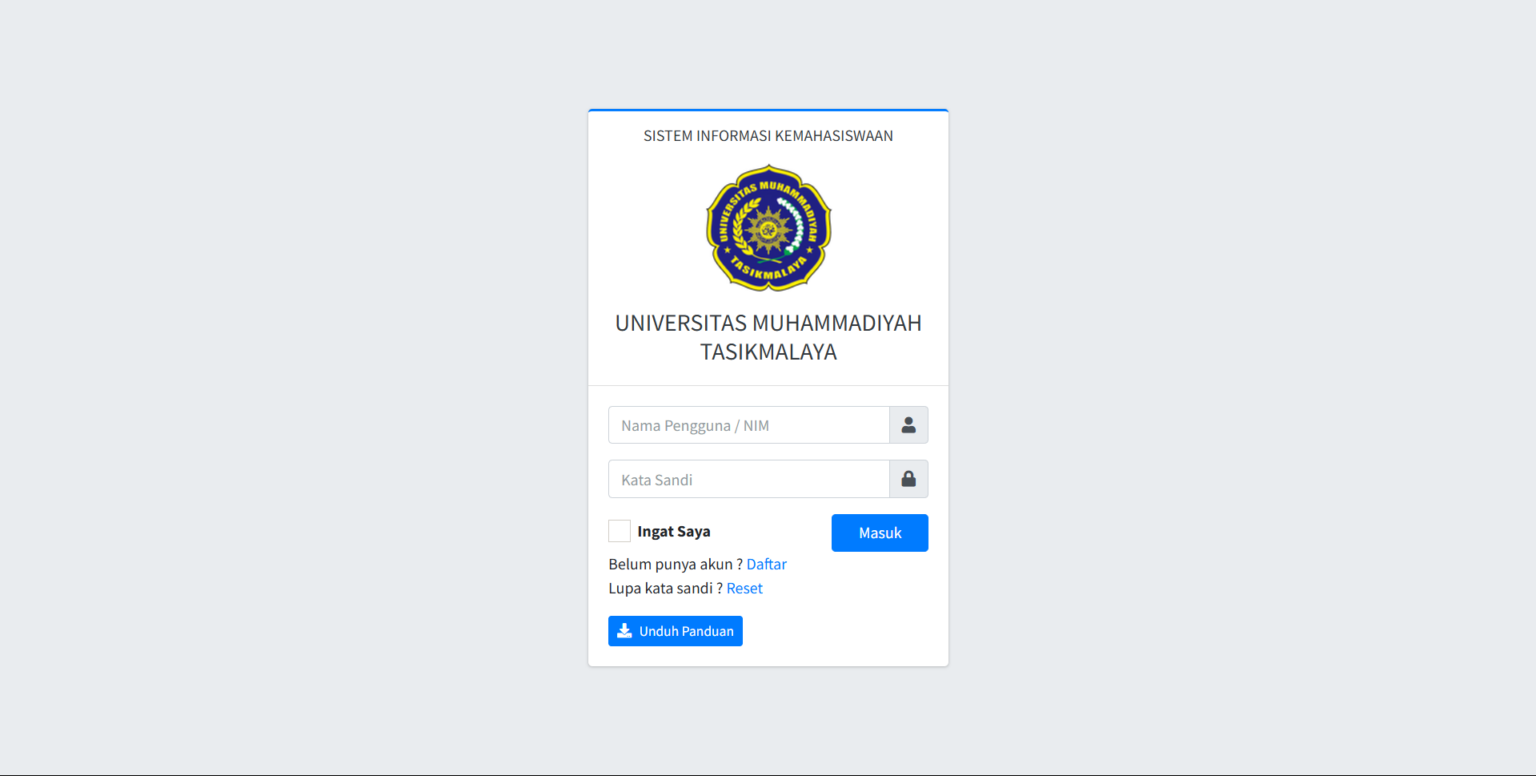 SISTEM INFORMASI KEMAHASISWAAN
UNIVERSITAS MUHAMMADIYAH
TASIKMALAYA
UNIVERSITAS MUHAMMADIYAH
TASIKMALAYA
Nama Pengguna / NIM
Kata Sandi
Ingat Saya
Masuk
Belum punya akun ? Daftar
Lupa kata sandi ? Reset
Unduh Panduan